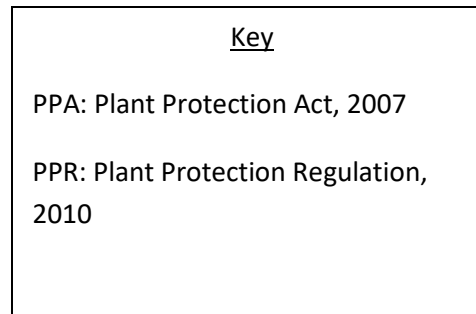 Key
PPA: Plant Protection Act, 2007
PPR: Plant Protection Regulation,
2010